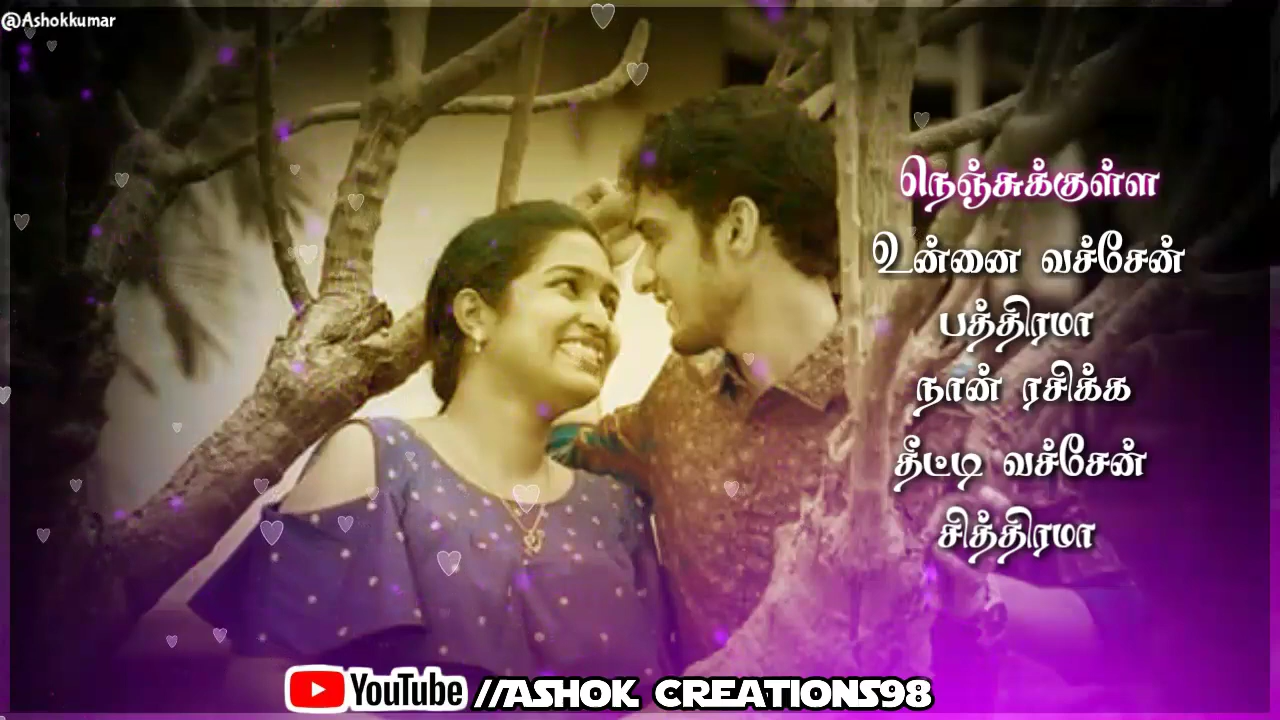 @Ashokkumar
நெஞ்சுக்குள்ள
உன்னை வச்சேன்
பத்திரமா
நான் ரசிக்க
தீட்டி வச்சேன்
சித்திரமா
YouTube //ASHOK CREATIONS98